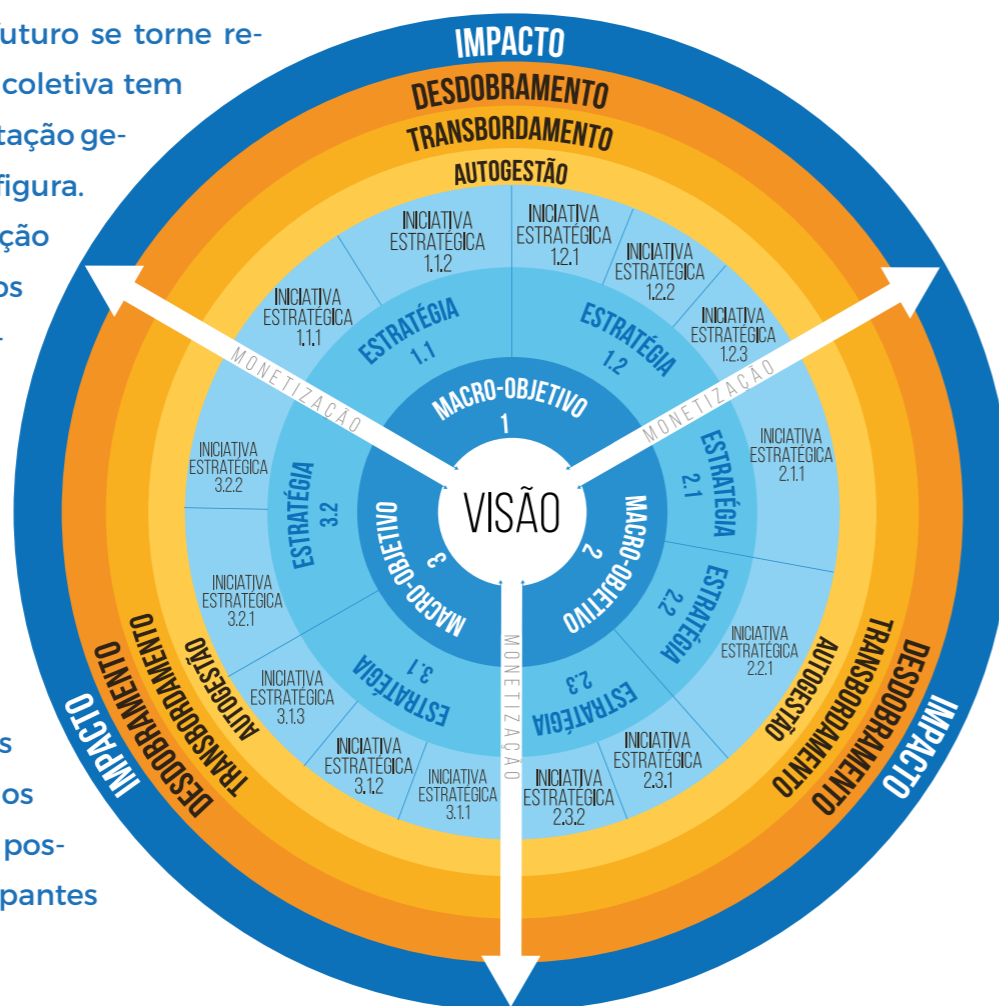 futuro se torne re-
coletiva tem
tação ge-
figura.
ção
os
s
os
pos-
pantes
IMPACTO
DESDOBRAMENTO
TRANSBORDAMENTO
AUTOGESTÃO
INICIATIVA
ESTRATÉGICA
1.1.1
INICIATIVA
ESTRATÉGICA
1.1.2
INICIATIVA
ESTRATÉGICA
1.2.1
INICIATIVA
ESTRATÉGICA
1.2.2
INICIATIVA
ESTRATÉGICA
1.2.3
ESTRATÉGIA
1.1
ESTRATÉGIA
1.2
MACRO-OBJETIVO
1
MONETIZAÇÃO
MONETIZAÇÃO
VISÃO
INICIATIVA
ESTRATÉGICA
2.1.1
ESTRATÉGIA
2.1
MACRO-OBJETIVO
2
ESTRATÉGIA
2.2
INICIATIVA
ESTRATÉGICA
2.2.1
ESTRATÉGIA
2.3
INICIATIVA
ESTRATÉGICA
2.3.1
INICIATIVA
ESTRATÉGICA
2.3.2
AUTOGESTÃO
TRANSBORDAMENTO
DESDOBRAMENTO
IMPACTO
MONETIZAÇÃO
MACRO-OBJETIVO
3
ESTRATÉGIA
3.1
INICIATIVA
ESTRATÉGICA
3.1.1
INICIATIVA
ESTRATÉGICA
3.1.2
INICIATIVA
ESTRATÉGICA
3.1.3
ESTRATÉGIA
3.2
INICIATIVA
ESTRATÉGICA
3.2.1
INICIATIVA
ESTRATÉGICA
3.2.2
AUTOGESTÃO
TRANSBORDAMENTO
DESDOBRAMENTO
IMPACTO